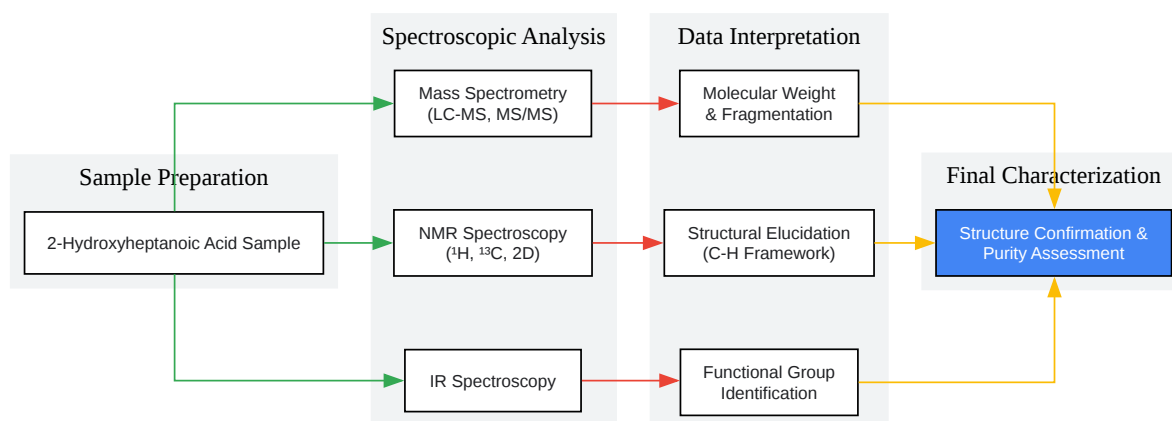 Spectroscopic Analysis
Data Interpretation
Mass Spectrometry
(LC-MS, MS/MS)
Molecular Weight
& Fragmentation
Sample Preparation
Final Characterization
2-Hydroxyheptanoic Acid Sample
NMR Spectroscopy
(¹H, ¹³C, 2D)
Structural Elucidation
(C-H Framework)
Structure Confirmation &
Purity Assessment
IR Spectroscopy
Functional Group
Identification